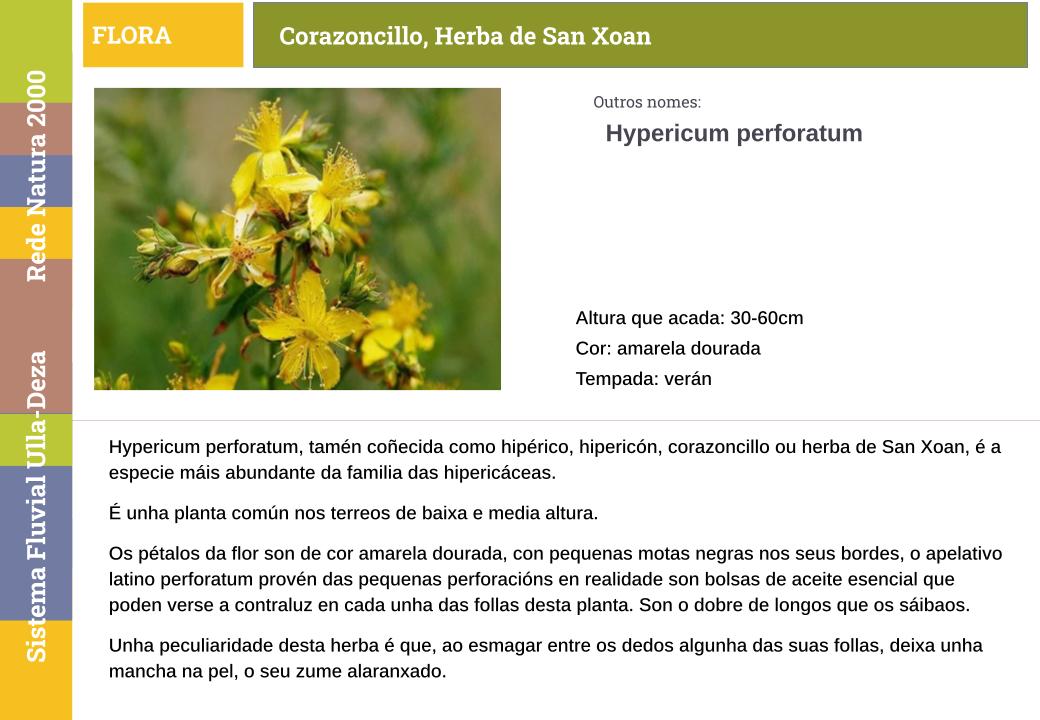 FLORA
Corazoncillo, Herba de San Xoan
Outros nomes:
Hypericum perforatum
Altura que acada: 30-60cm
Cor: amarela dourada
Tempada: verán
Hypericum perforatum, tamén coñecida como hipérico, hipericón, corazoncillo ou herba de San Xoan, é a
especie máis abundante da familia das hipericáceas.
É unha planta común nos terreos de baixa e media altura.
Os pétalos da flor son de cor amarela dourada, con pequenas motas negras nos seus bordes, o apelativo
latino perforatum provén das pequenas perforacións en realidade son bolsas de aceite esencial que
poden verse a contraluz en cada unha das follas desta planta. Son o dobre de longos que os sáibaos.
Unha peculiaridade desta herba é que, ao esmagar entre os dedos algunha das suas follas, deixa unha
mancha na pel, o seu zume alaranxado.
Sistema Fluvial Ulla-Deza Rede Natura 2000